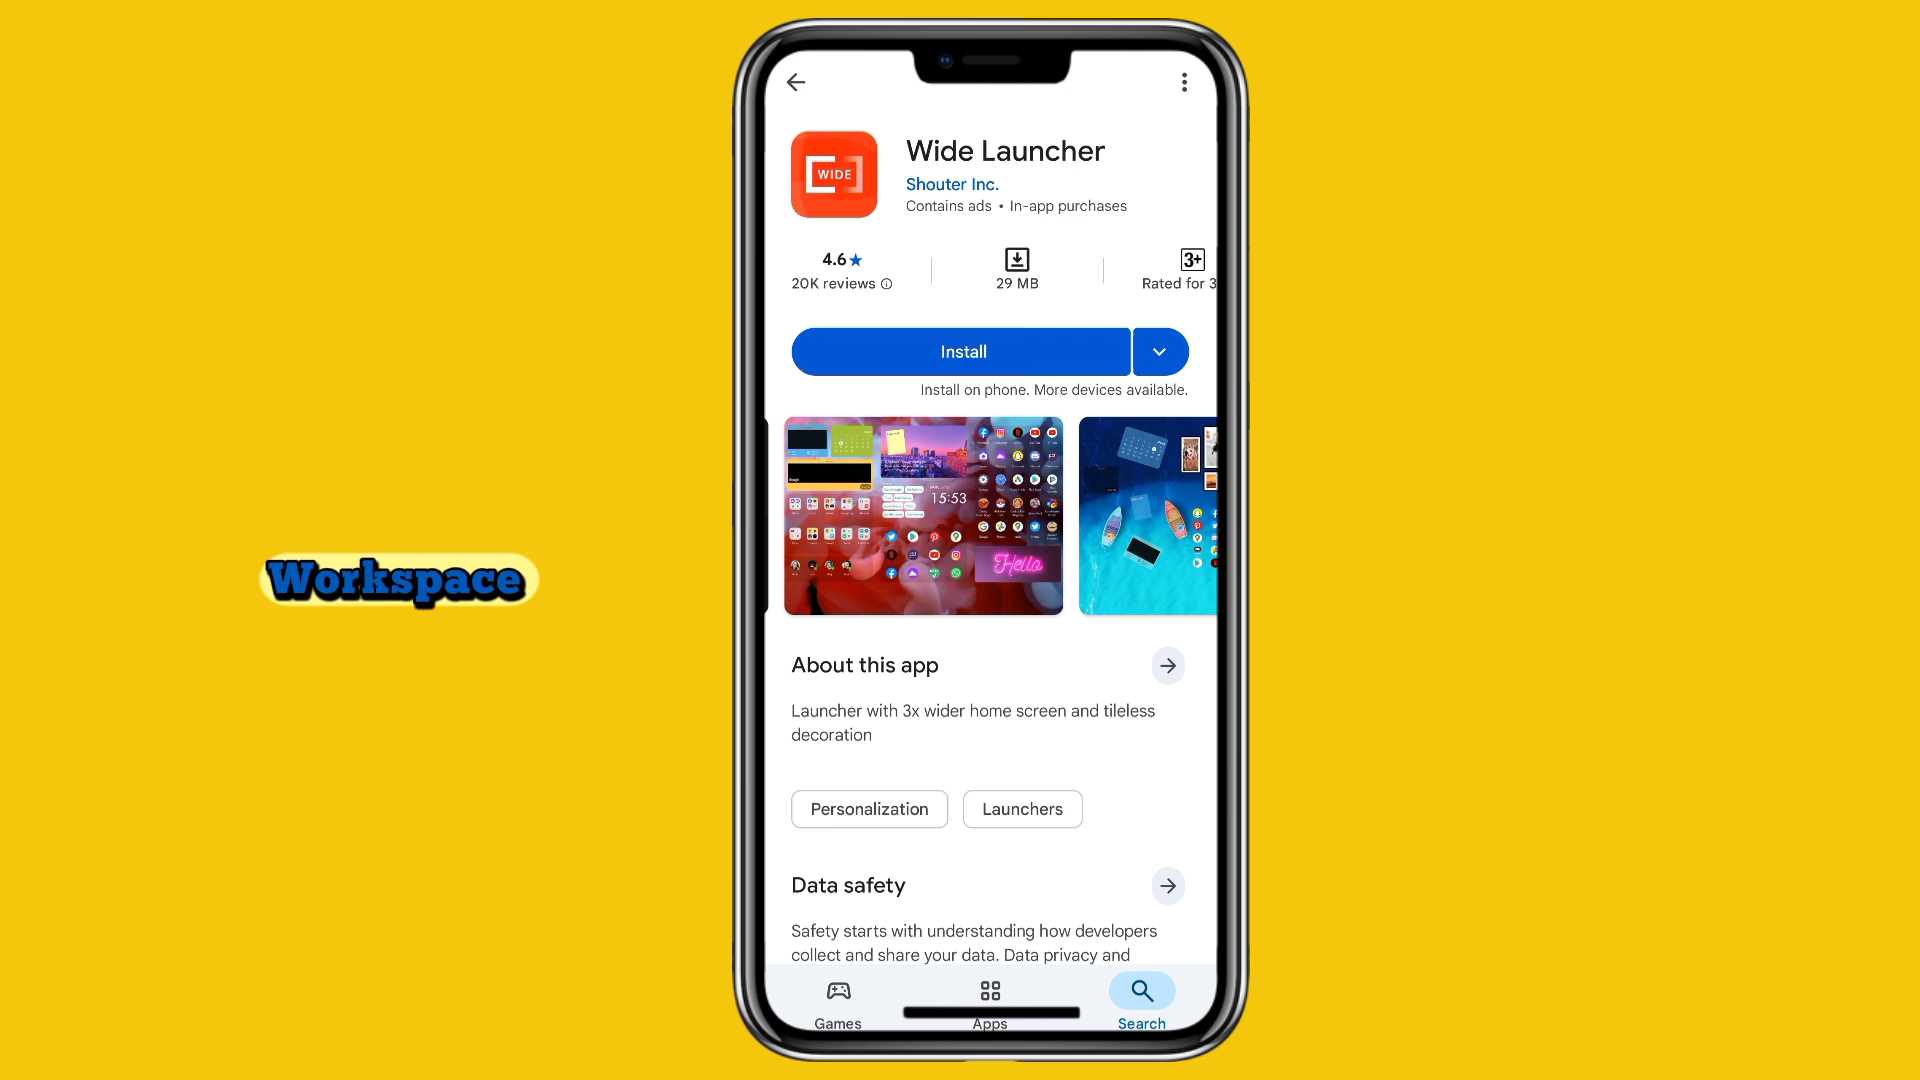 Workspace
WIDE
Wide Launcher
Shouter Inc.
Contains ads • In-app purchases
4.6★
20K reviews
29 MB
3+
Rated for 3
Install
Install on phone. More devices available.
15:53
Hello
About this app
Launcher with 3x wider home screen and tileless
decoration
Personalization
Launchers
Data safety
Safety starts with understanding how developers
collect and share your data. Data privacy and
Games
Apps
Search